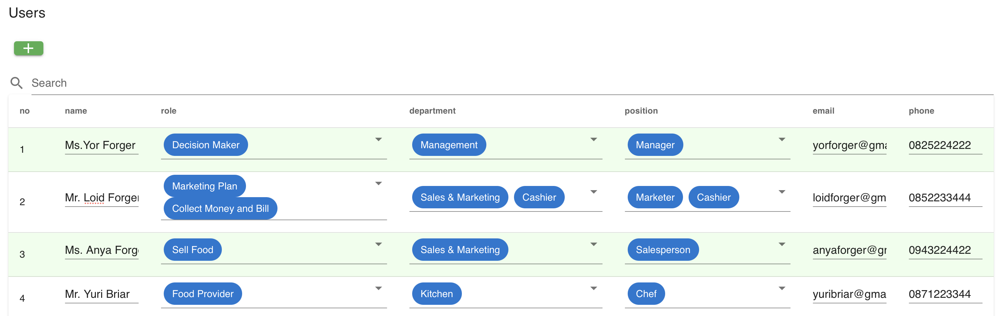 Users
+
Search
no name role department position email phone
1 Ms.Yor Forger Decision Maker Management Manager yorforger@gma 0825224222
2 Mr. Loid Forger Marketing Plan Collect Money and Bill Sales & Marketing Cashier Marketer Cashier loidforger@gm 0852233444
3 Ms. Anya Forg Sell Food Sales & Marketing Salesperson anyaforger@g 0943224422
4 Mr. Yuri Briar Food Provider Kitchen Chef yuribriar@gma 0871223344